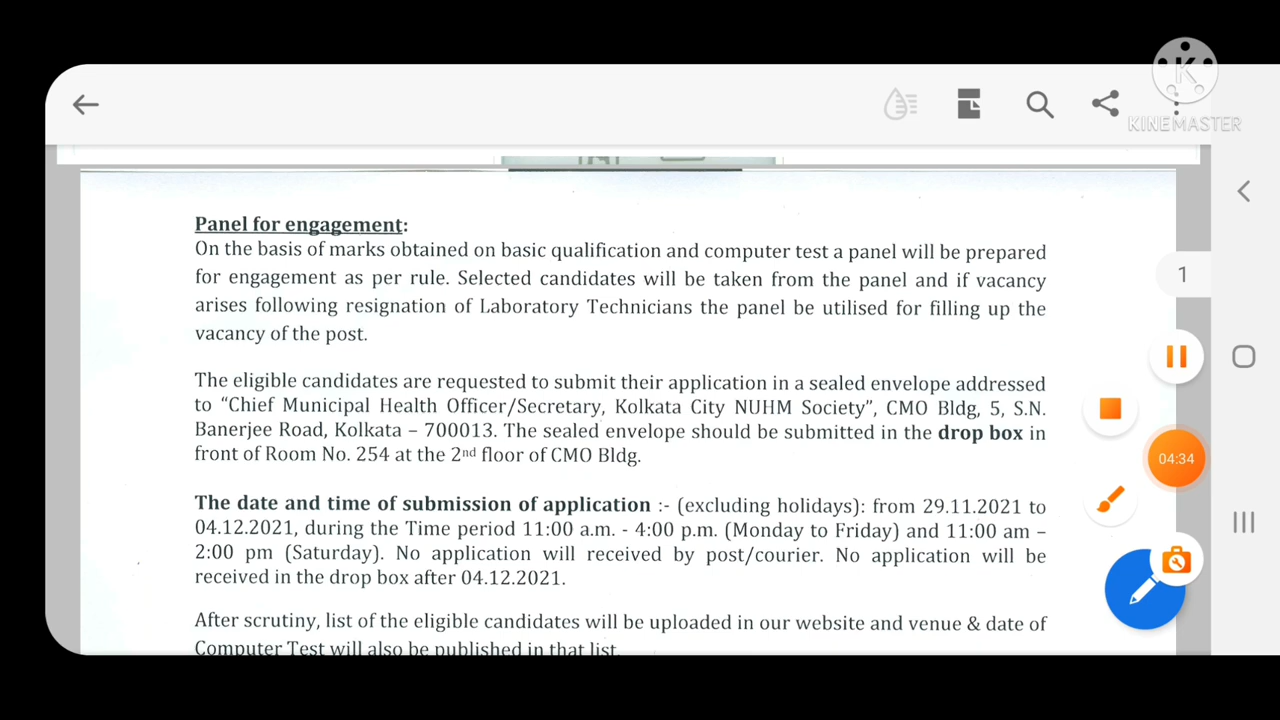 KINEMASTER
Panel for engagement:
On the basis of marks obtained on basic qualification and computer test a panel will be prepared
for engagement as per rule. Selected candidates will be taken from the panel and if vacancy
arises following resignation of Laboratory Technicians the panel be utilised for filling up the
vacancy of the post.
1
The eligible candidates are requested to submit their application in a sealed envelope addressed
to “Chief Municipal Health Officer/Secretary, Kolkata City NUHM Society”, CMO Bldg, 5, S.N.
Banerjee Road, Kolkata – 700013. The sealed envelope should be submitted in the drop box in
front of Room No. 254 at the 2nd floor of CMO Bldg.
04:34
The date and time of submission of application :- (excluding holidays): from 29.11.2021 to
04.12.2021, during the Time period 11:00 a.m. - 4:00 p.m. (Monday to Friday) and 11:00 am –
2:00 pm (Saturday). No application will received by post/courier. No application will be
received in the drop box after 04.12.2021.
After scrutiny, list of the eligible candidates will be uploaded in our website and venue & date of
Computer Test will also be published in that list.